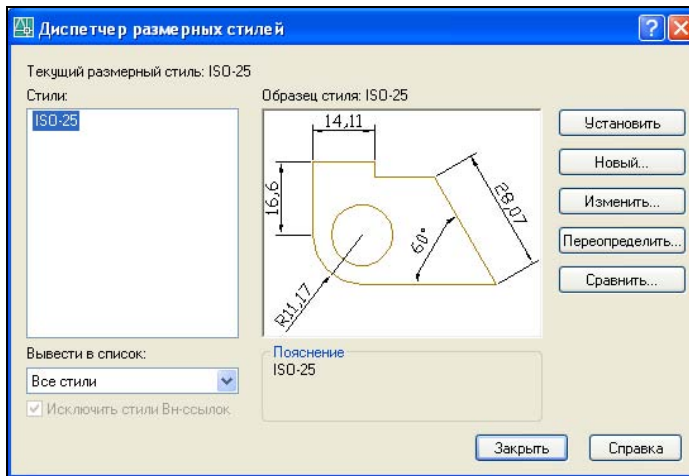 Диспетчер размерных стилей
Текущий размерный стиль: ISO-25
Стили:
ISO-25
Образец стиля: ISO-25
14,11
16,6
28,07
60°
R11,17
Установить
Новый...
Изменить...
Переопределить...
Сравнить...
Вывести в список:
Все стили
Исключить стили Вн-ссылок
Пояснение
ISO-25
Закрыть
Справка